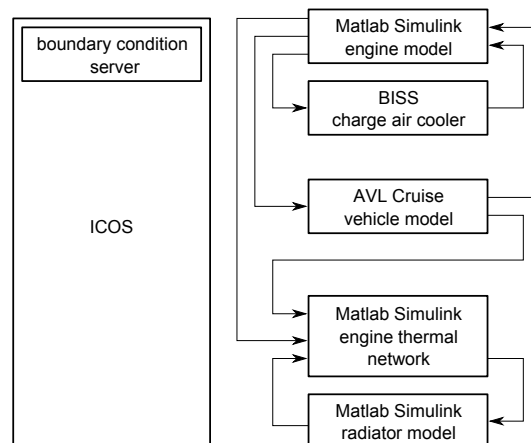 boundary condition
server
ICOS
Matlab Simulink
engine model
BISS
charge air cooler
AVL Cruise
vehicle model
Matlab Simulink
engine thermal
network
Matlab Simulink
radiator model